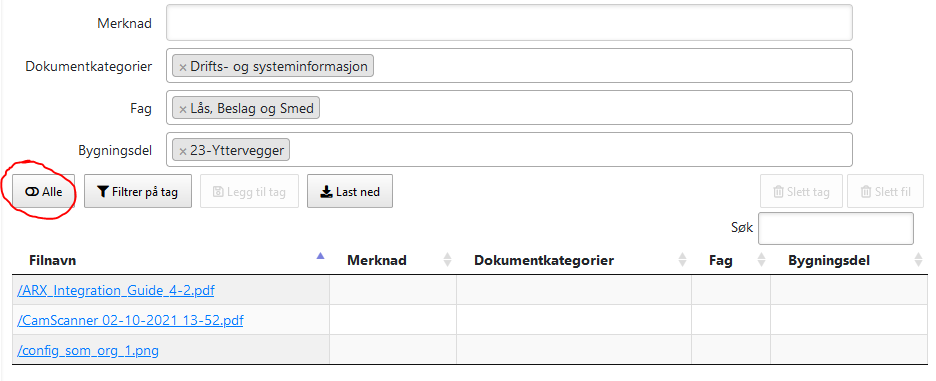 Merknad
Dokumentkategorier × Drifts- og systeminformasjon
Fag × Lås, Beslag og Smed
Bygningsdel × 23-Yttervegger
Alle Filtrer på tag Legg til tag Last ned Slett tag Slett fil
Søk
Filnavn Merknad Dokumentkategorier Fag Bygningsdel
/ARX_Integration_Guide_4-2.pdf
/CamScanner 02-10-2021 13-52.pdf
/config_som_org_1.png